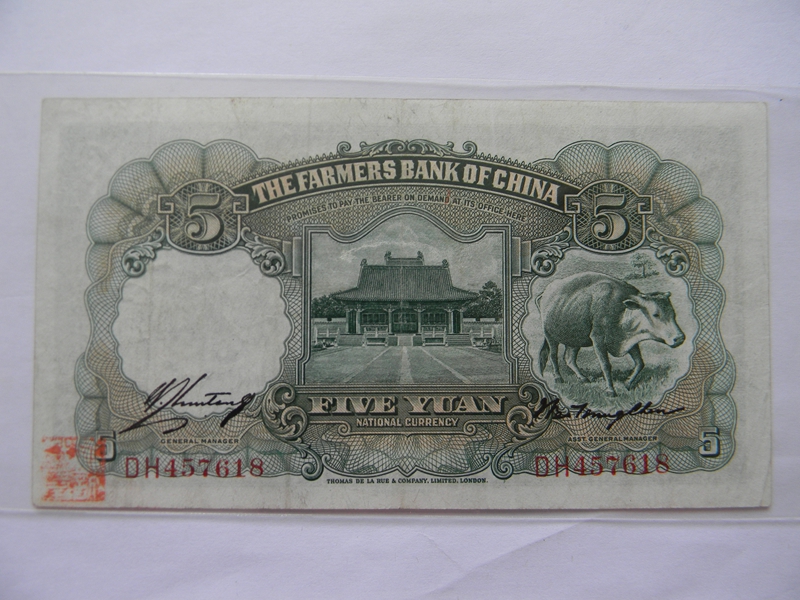 THE FARMERS BANK OF CHINA
PROMISES TO PAY THE BEARER ON DEMAND AT ITS OFFICE HERE
5
5
FIVE YUAN
NATIONAL CURRENCY
GENERAL MANAGER
ASST. GENERAL MANAGER
5
5
DH457618
DH457618
THOMAS DE LA RUE & COMPANY, LIMITED, LONDON.